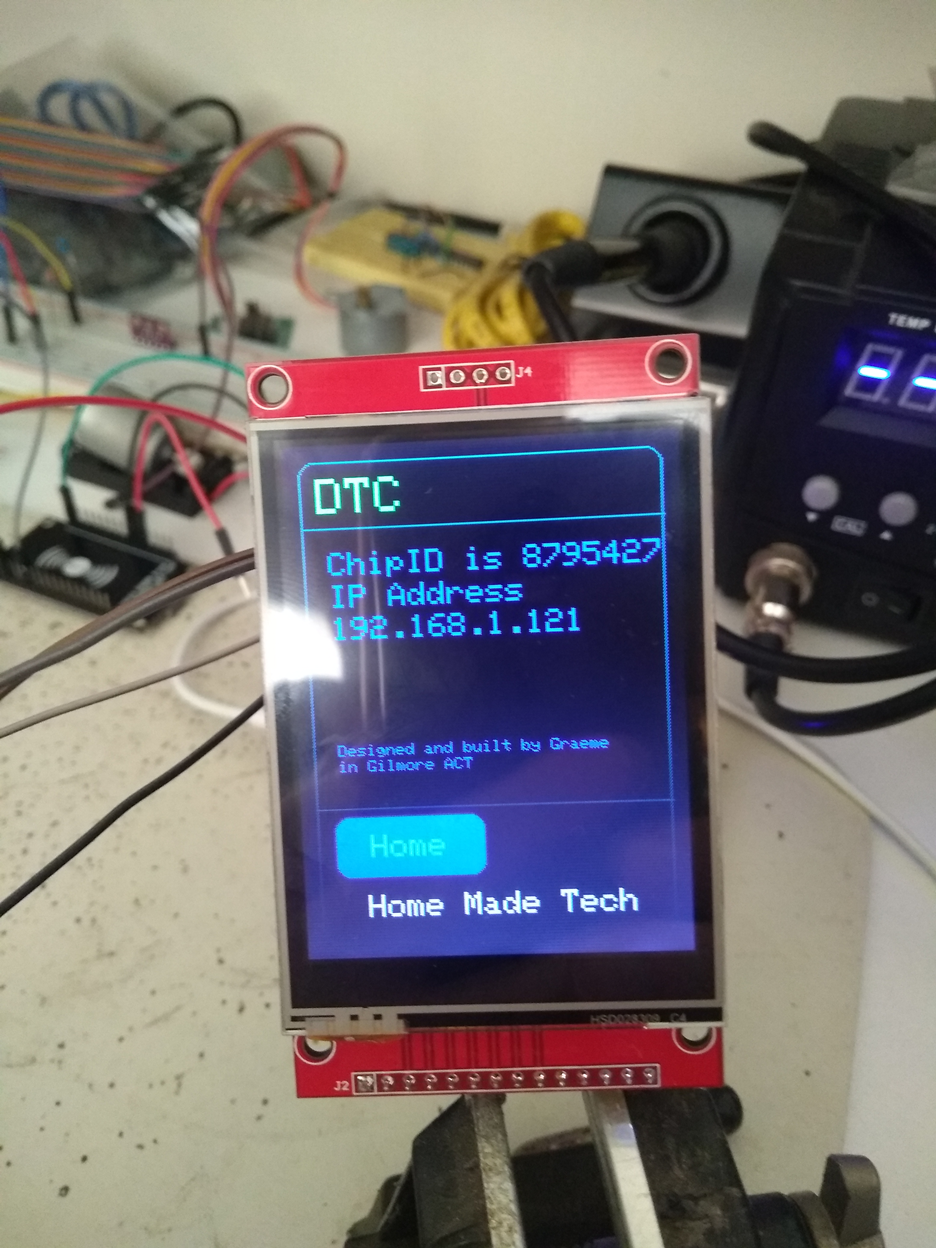 J4
TEMP
DTC
ChipID is 8795427
IP Address
192.168.1.121
CAL
Designed and built by Graeme
in Gilmore ACT
Home
Home Made Tech
HSD028309 C4
J2